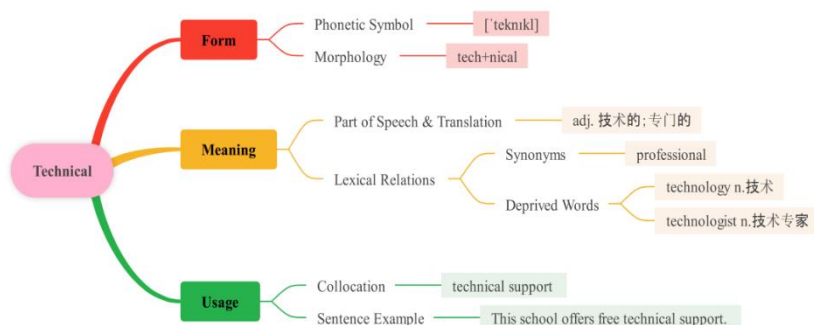 Technical
Form
Phonetic Symbol
[ˈteknɪkl]
Morphology
tech+nical
Meaning
Part of Speech & Translation
adj. 技术的; 专门的
Lexical Relations
Synonyms
professional
Deprived Words
technology n.技术
technologist n.技术专家
Usage
Collocation
technical support
Sentence Example
This school offers free technical support.